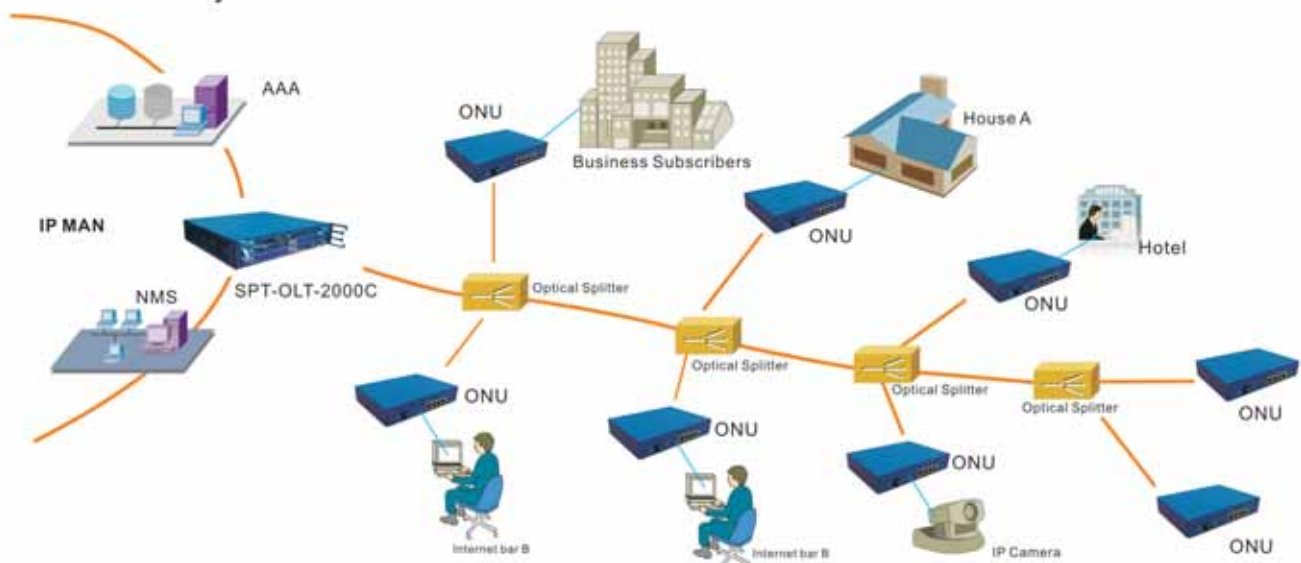 AAA
ONU
Business Subscribers
House A
ONU
IP MAN
SPT-OLT-2000C
NMS
Optical Splitter
ONU
Hotel
Optical Splitter
Optical Splitter
Optical Splitter
ONU
ONU
ONU
ONU
ONU
Internet bar B
Internet bar B
IP Camera